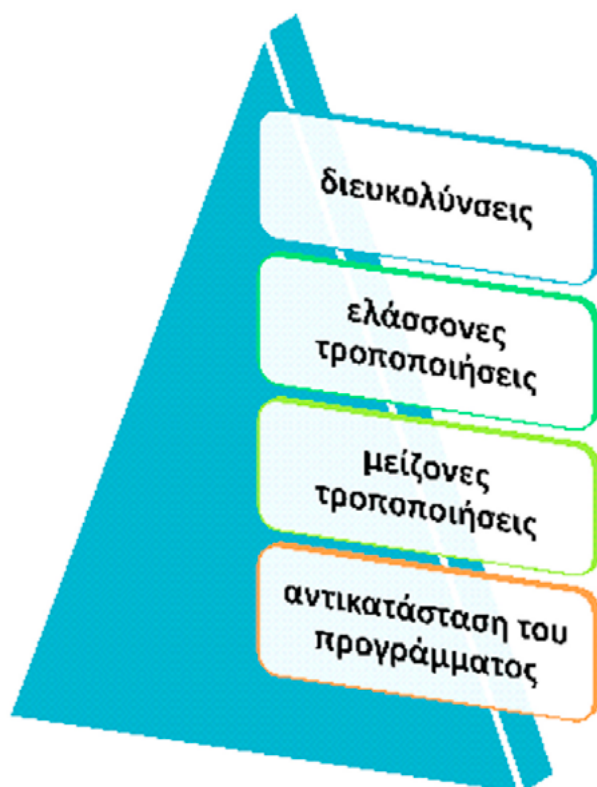 διευκολύνσεις
ελάσσονες
τροποποιήσεις
μείζονες
τροποποιήσεις
αντικατάσταση του
προγράμματος